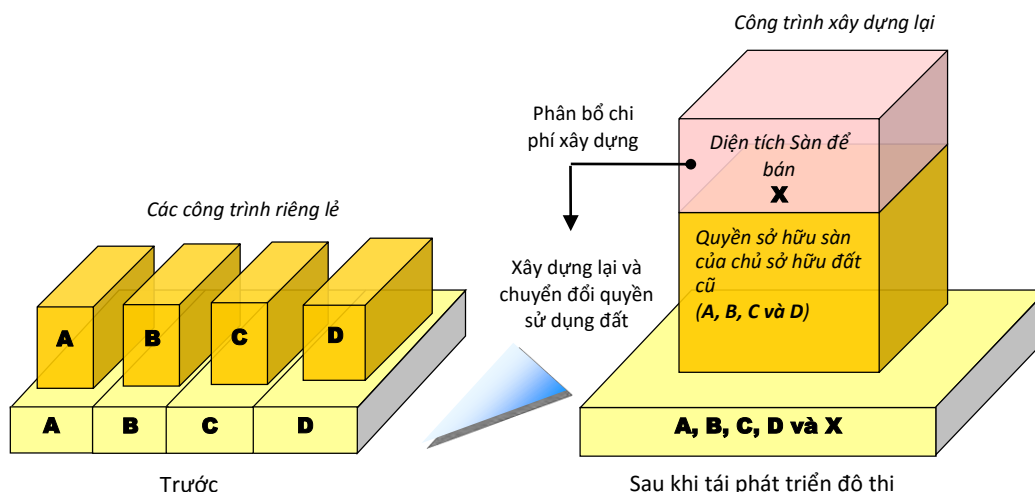 Công trình xây dựng lại
Phân bổ chi
phí xây dựng
Diện tích Sàn để
bán
X
Các công trình riêng lẻ
Quyền sở hữu sàn
của chủ sở hữu đất
cũ
(A, B, C và D)
Xây dựng lại và
chuyển đổi quyền
sử dụng đất
A
B
C
D
A
B
C
D
A, B, C, D và X
Trước
Sau khi tái phát triển đô thi